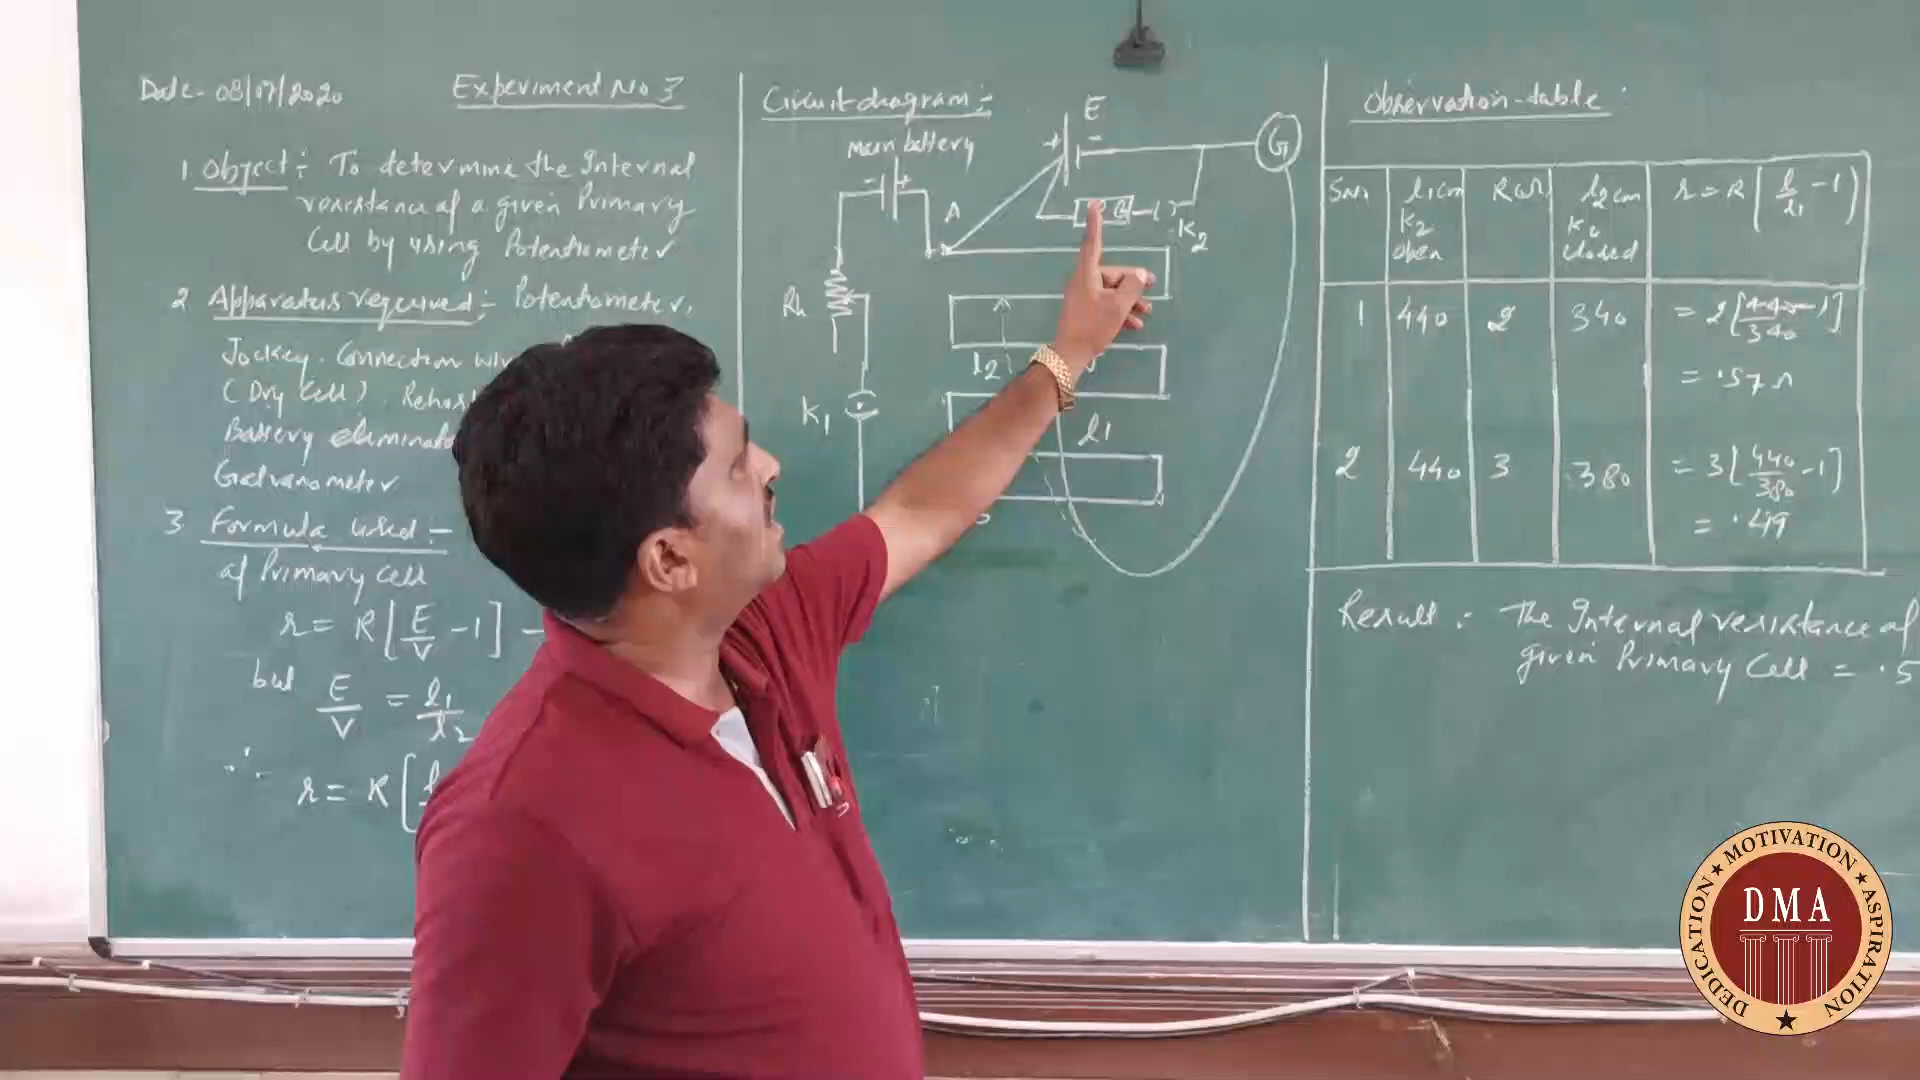 Date- 08/07/2020
Experiment No 3
1 Object :- To determine the Internal
resistance of a given Primary
Cell by using Potentiometer
2 Apparatus required :- Potentiometer,
Jockey. Connection
(Dry Cell).
Battery
Galvanometer
3 Formula used :-
of Primary cell
r = R [E/V - 1] -
but E/V = l1/l2
∴ r = R [
Circuit diagram :-
Main battery
- +
E
+ -
G
A
K2
Rh
K1
l2
l1
Observation table :
l1 cm K2 open
l2 cm closed
r = R ( l/l1 - 1 )
1 440 2 340 = 2 [440/340 - 1]
= .57 Ω
2 440 3 380 = 3 [440/380 - 1]
= .49
Result : The Internal resistance of
given Primary Cell = .5
DEDICATION ★ MOTIVATION ★ ASPIRATION
DMA